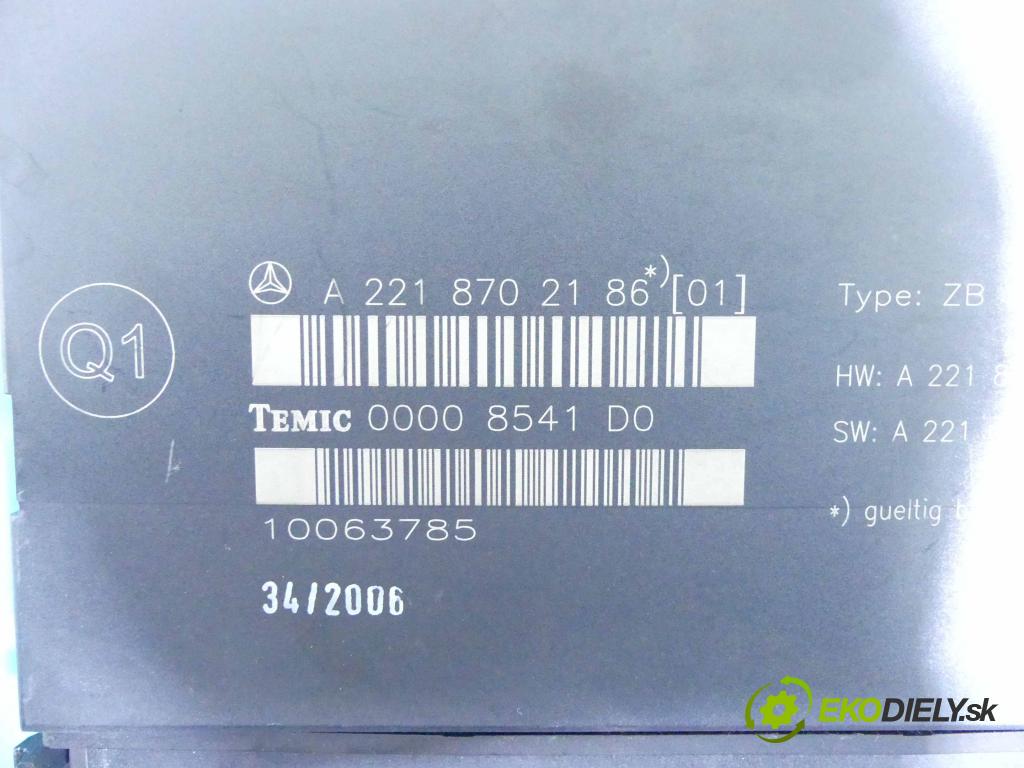 Q1
A 221 870 21 86*)[01]
TEMIC 0000 8541 D0
10063785
34/2006
Type: ZB
HW: A 221 8
SW: A 221
*) gueltig
EKODIELY.sk